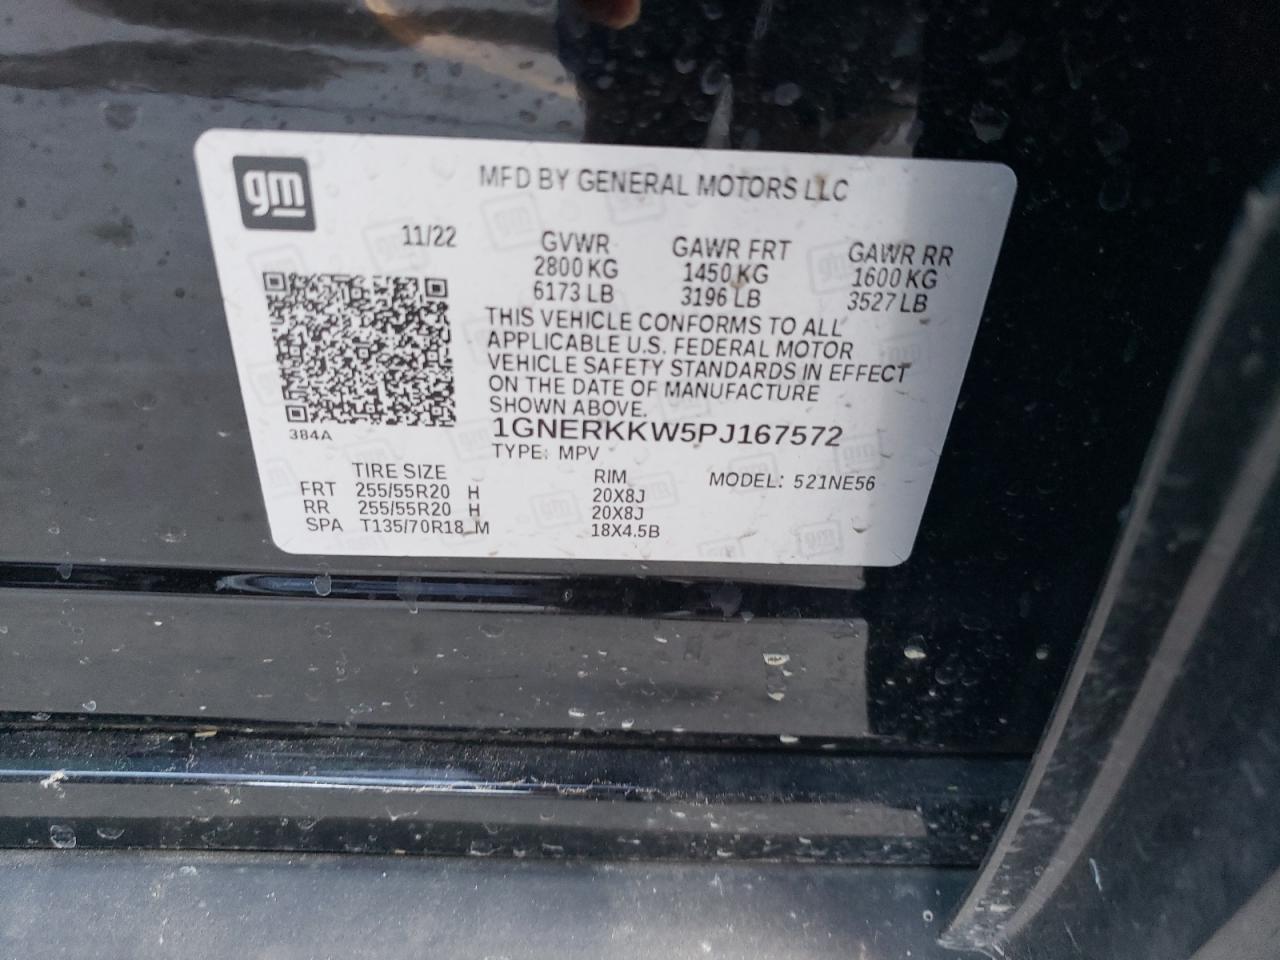 gm
MFD BY GENERAL MOTORS LLC
11/22 GVWR GAWR FRT GAWR RR
2800 KG 1450 KG 1600 KG
6173 LB 3196 LB 3527 LB
THIS VEHICLE CONFORMS TO ALL
APPLICABLE U.S. FEDERAL MOTOR
VEHICLE SAFETY STANDARDS IN EFFECT
ON THE DATE OF MANUFACTURE
SHOWN ABOVE.
384A
1GNERKKW5PJ167572
TYPE: MPV
TIRE SIZE RIM MODEL: 521NE56
FRT 255/55R20 H 20X8J
RR 255/55R20 H 20X8J
SPA T135/70R18 M 18X4.5B